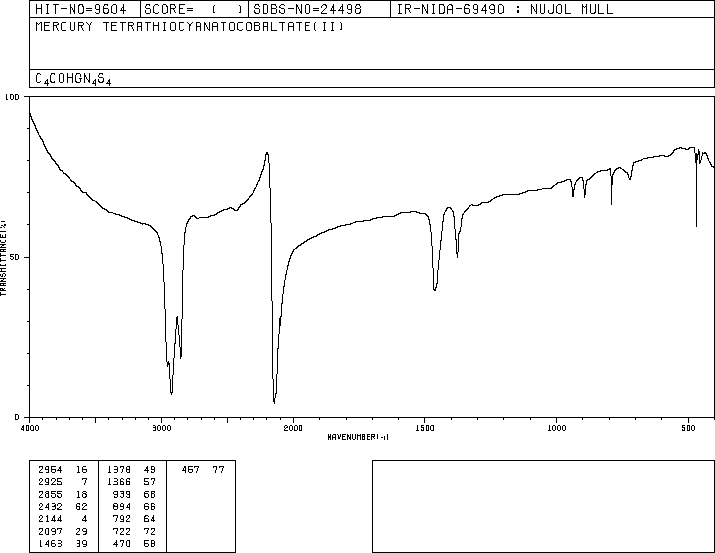 HIT-NO=9604 SCORE= ( ) SDBS-NO=24498 IR-NIDA-69490 : NUJOL MULL
MERCURY TETRATHIOCYANATOCOBALTATE(II)
C4COHGN4S4
100
50
0
TRANSMITTANCE(%)
4000 3000 2000 1500 1000 500
WAVENUMBER(-1)
2954 16 1378 49 467 77
2925 7 1366 57
2855 18 939 66
2432 62 894 66
2144 4 792 64
2097 29 722 72
1463 39 470 68